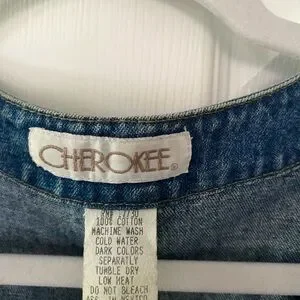 CHEROKEE®
100% COTTON
MACHINE WASH
COLD WATER
DARK COLORS
SEPARATELY
TUMBLE DRY
LOW HEAT
DO NOT BLEACH